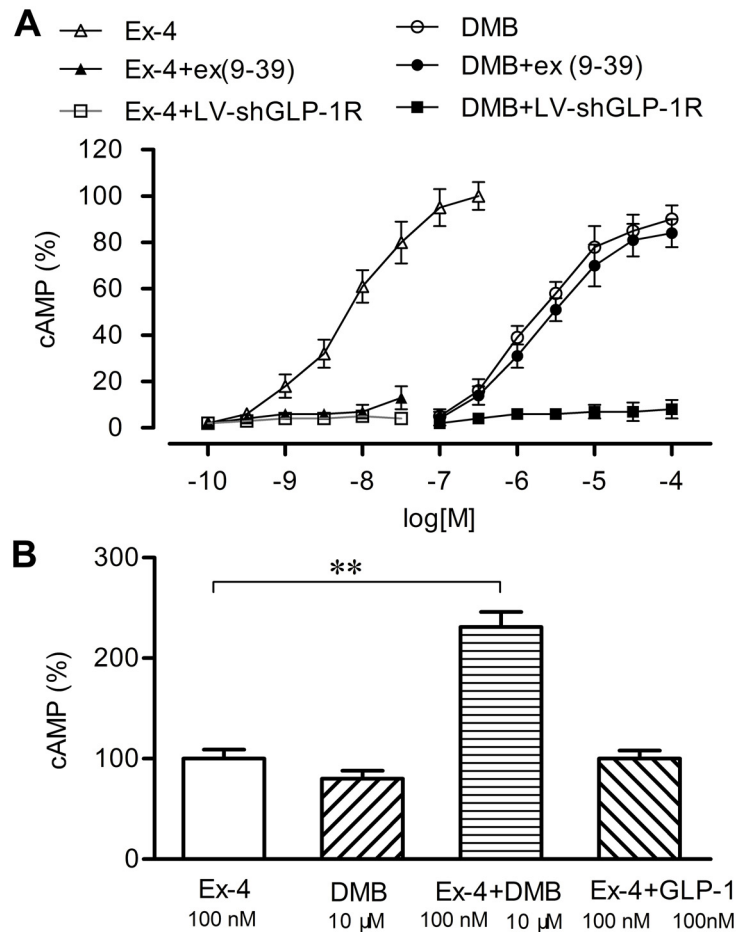 A
Ex-4
DMB
Ex-4+ex(9-39)
DMB+ex (9-39)
Ex-4+LV-shGLP-1R
DMB+LV-shGLP-1R
120
100
80
60
40
20
0
cAMP (%)
-10 -9 -8 -7 -6 -5 -4
log[M]
B
300
200
100
0
cAMP (%)
**
Ex-4 DMB Ex-4+DMB Ex-4+GLP-1
100 nM 10 µM 100 nM 10 µM 100 nM 100nM